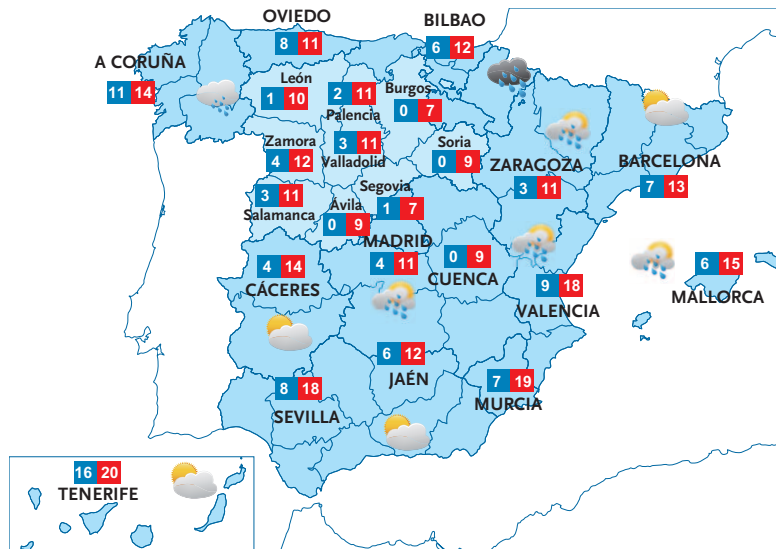 OVIEDO
8 11
BILBAO
6 12
A CORUÑA
11 14
León
1 10
2 11
Palencia
Burgos
0 7
Zamora
4 12
3 11
Valladolid
Soria
0 9
ZARAGOZA
3 11
BARCELONA
7 13
3 11
Salamanca
Ávila
0 9
Segovia
1 7
MADRID
4 11
0 9
CUENCA
4 14
CÁCERES
9 18
VALENCIA
6 15
MALLORCA
6 12
JAÉN
7 19
MURCIA
8 18
SEVILLA
16 20
TENERIFE